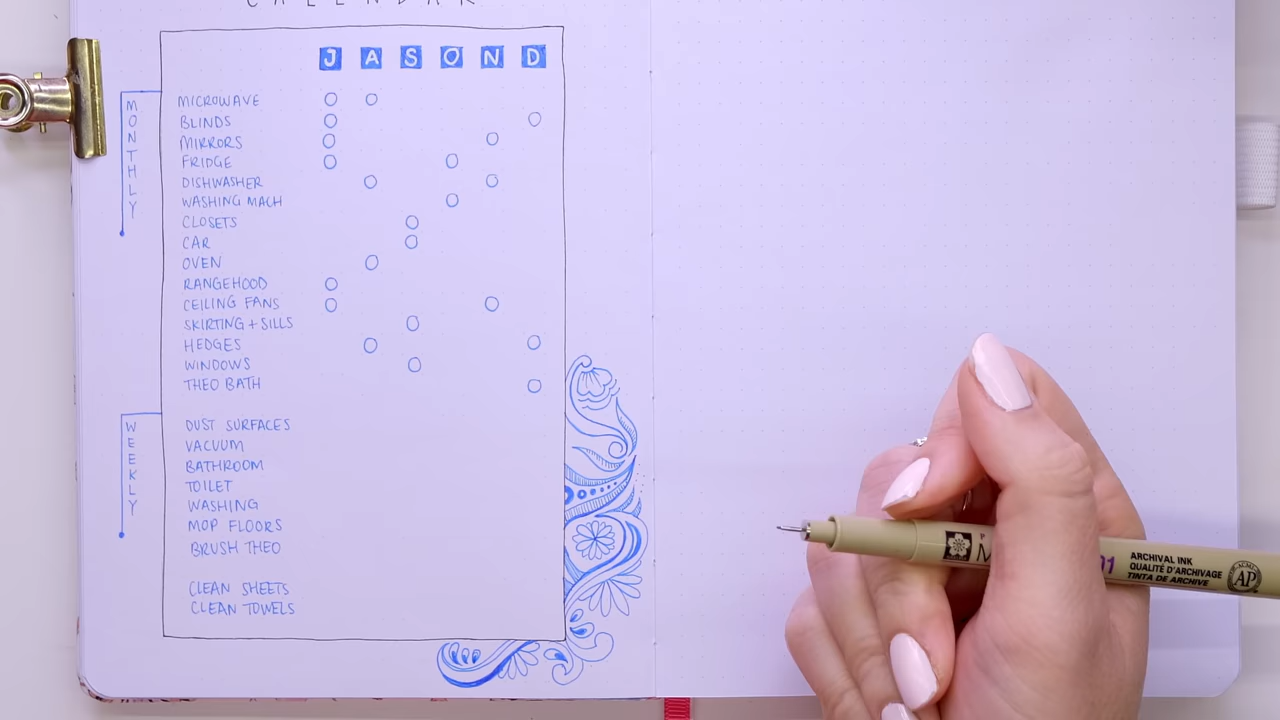 CALENDAR
J A S O N D
MONTHLY
MICROWAVE
BLINDS
MIRRORS
FRIDGE
DISHWASHER
WASHING MACH
CLOSETS
CAR
OVEN
RANGEHOOD
CEILING FANS
SKIRTING + SILLS
HEDGES
WINDOWS
THEO BATH
WEEKLY
DUST SURFACES
VACUUM
BATHROOM
TOILET
WASHING
MOP FLOORS
BRUSH THEO
CLEAN SHEETS
CLEAN TOWELS
ARCHIVAL INK
QUALITÉ D'ARCHIVAGE
TINTA DE ARCHIVE
AP